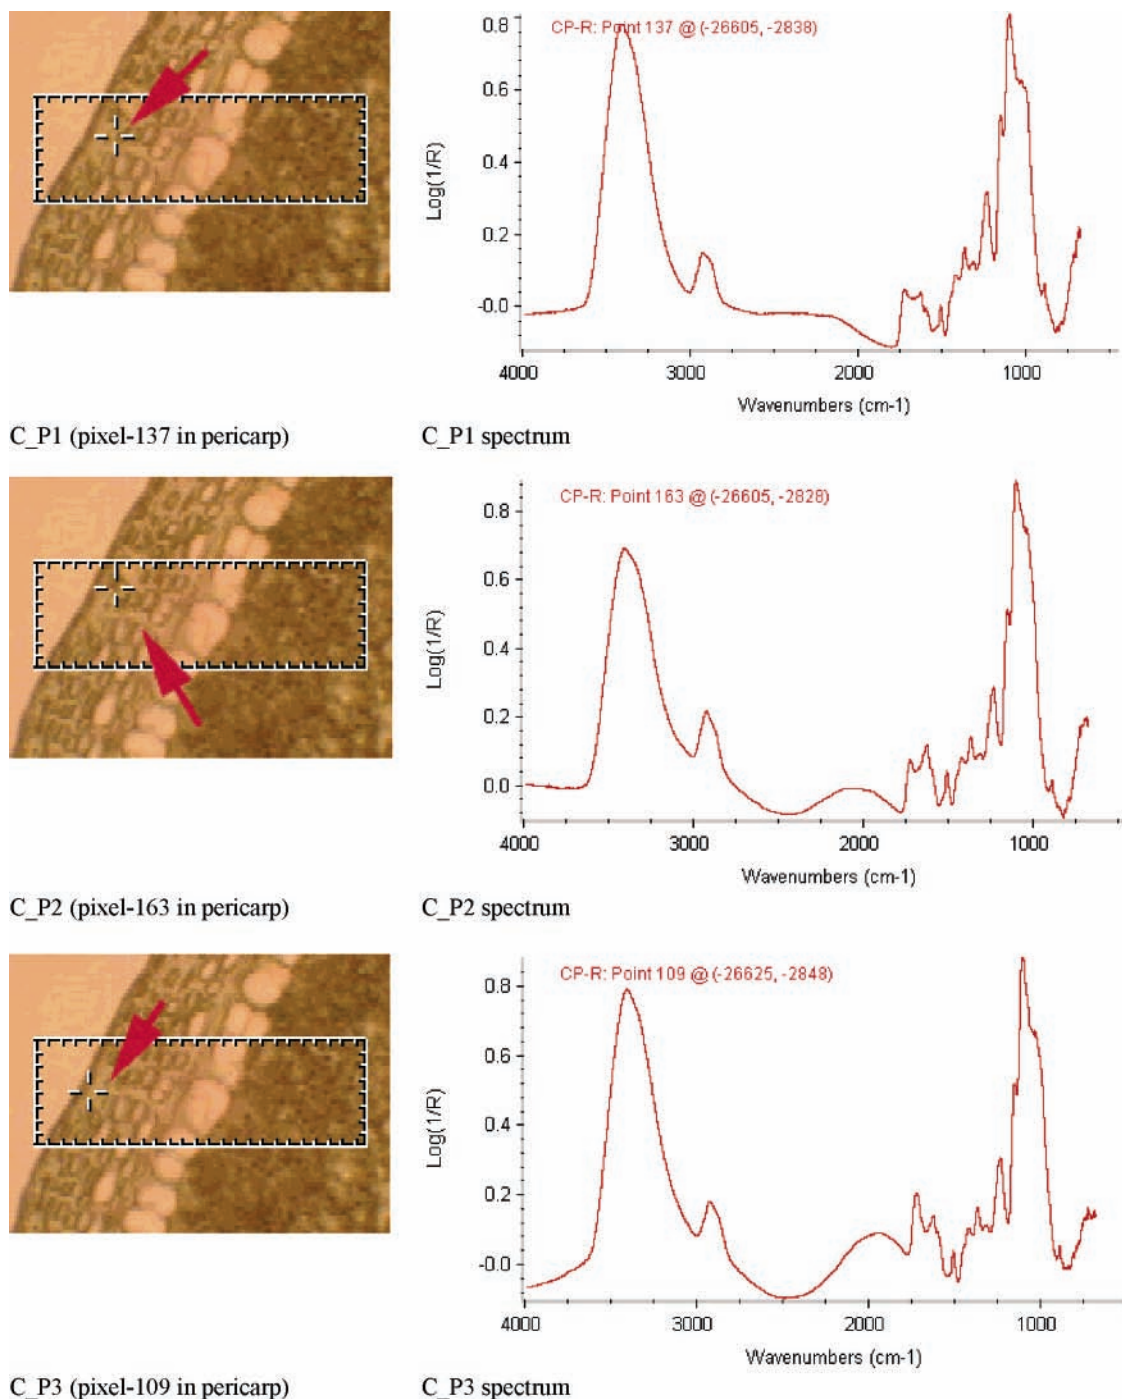 CP-R: Point 137 @ (-26605, -2838)
0.8
0.6
0.4
0.2
-0.0
Log(1/R)
4000 3000 2000 1000
Wavenumbers (cm-1)
C_P1 (pixel-137 in pericarp) C_P1 spectrum
CP-R: Point 163 @ (-26605, -2828)
0.8
0.6
0.4
0.2
0.0
Log(1/R)
4000 3000 2000 1000
Wavenumbers (cm-1)
C_P2 (pixel-163 in pericarp) C_P2 spectrum
CP-R: Point 109 @ (-26625, -2848)
0.8
0.6
0.4
0.2
-0.0
Log(1/R)
4000 3000 2000 1000
Wavenumbers (cm-1)
C_P3 (pixel-109 in pericarp) C_P3 spectrum